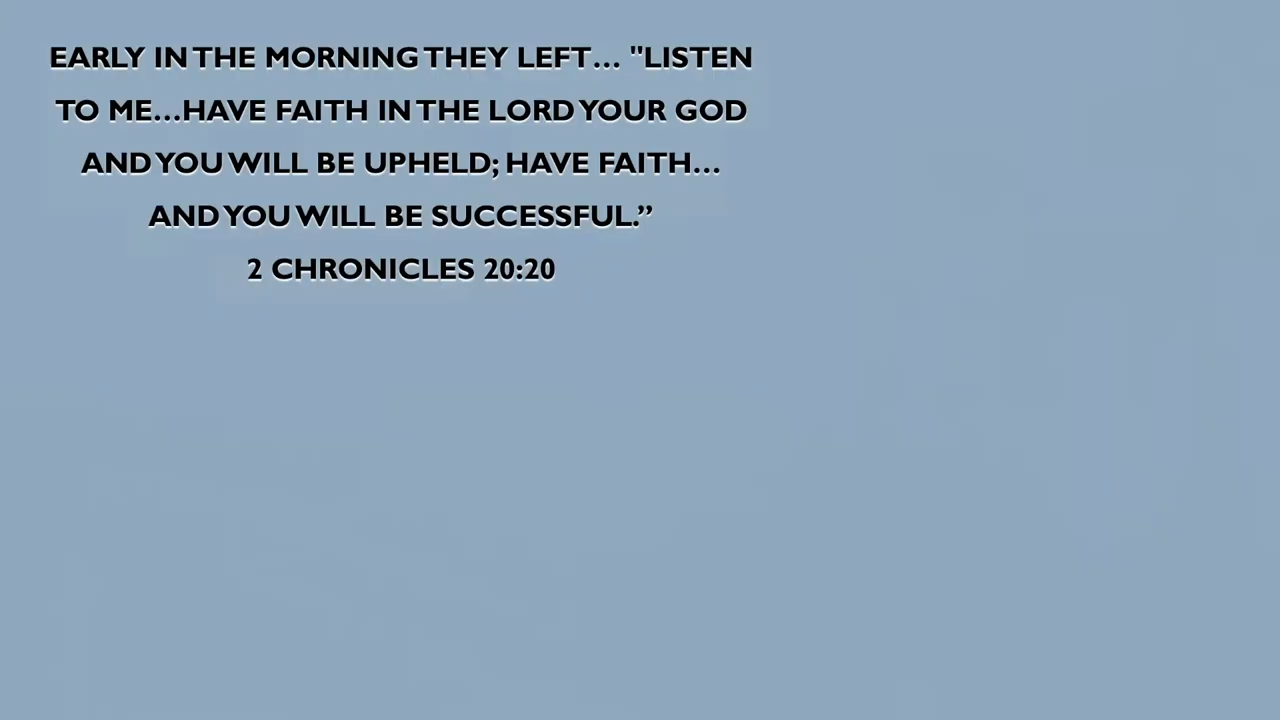 EARLY IN THE MORNING THEY LEFT… "LISTEN
TO ME…HAVE FAITH IN THE LORD YOUR GOD
AND YOU WILL BE UPHELD; HAVE FAITH…
AND YOU WILL BE SUCCESSFUL.”
2 CHRONICLES 20:20